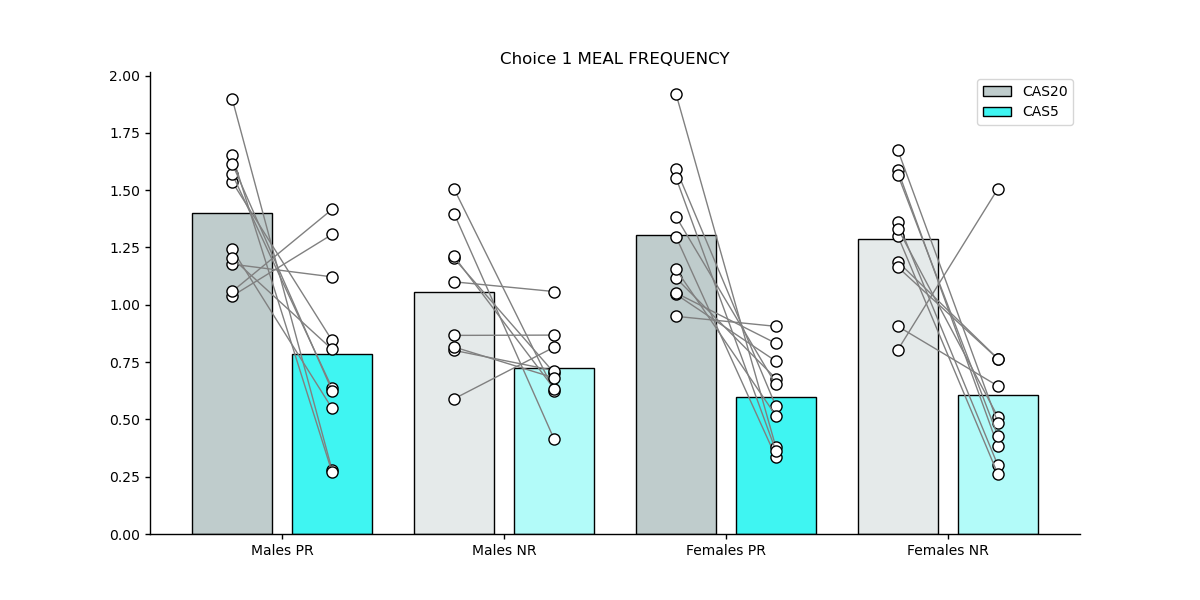 Choice 1 MEAL FREQUENCY
2.00
1.75
1.50
1.25
1.00
0.75
0.50
0.25
0.00
CAS20
CAS5
Males PR
Males NR
Females PR
Females NR